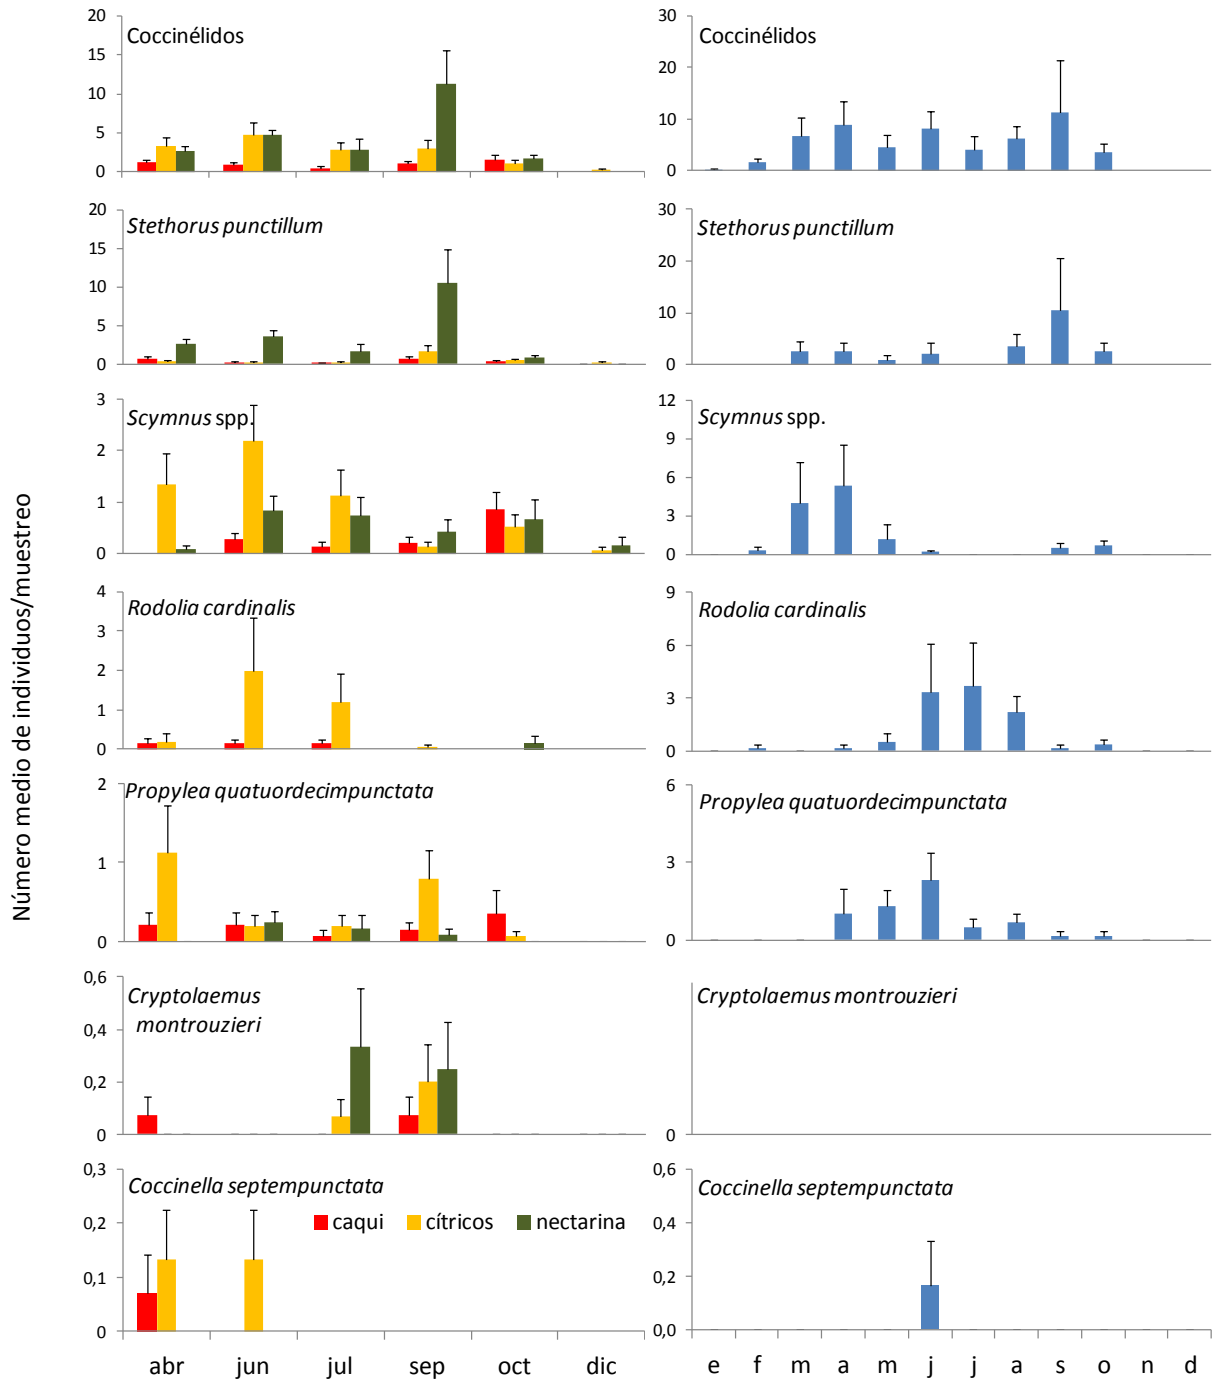 Número medio de individuos/muestreo
Coccinélidos
20
15
10
5
0
Coccinélidos
30
20
10
0
Stethorus punctillum
20
15
10
5
0
Stethorus punctillum
30
20
10
0
Scymnus spp.
3
2
1
0
Scymnus spp.
12
9
6
3
0
Rodolia cardinalis
4
3
2
1
0
Rodolia cardinalis
9
6
3
0
Propylea quatuordecimpunctata
2
1
0
Propylea quatuordecimpunctata
6
3
0
Cryptolaemus
montrouzieri
0,6
0,4
0,2
0
Cryptolaemus montrouzieri
0
Coccinella septempunctata
caqui cítricos nectarina
0,3
0,2
0,1
0
Coccinella septempunctata
0,6
0,4
0,2
0,0
abr jun jul sep oct dic
e f m a m j j a s o n d